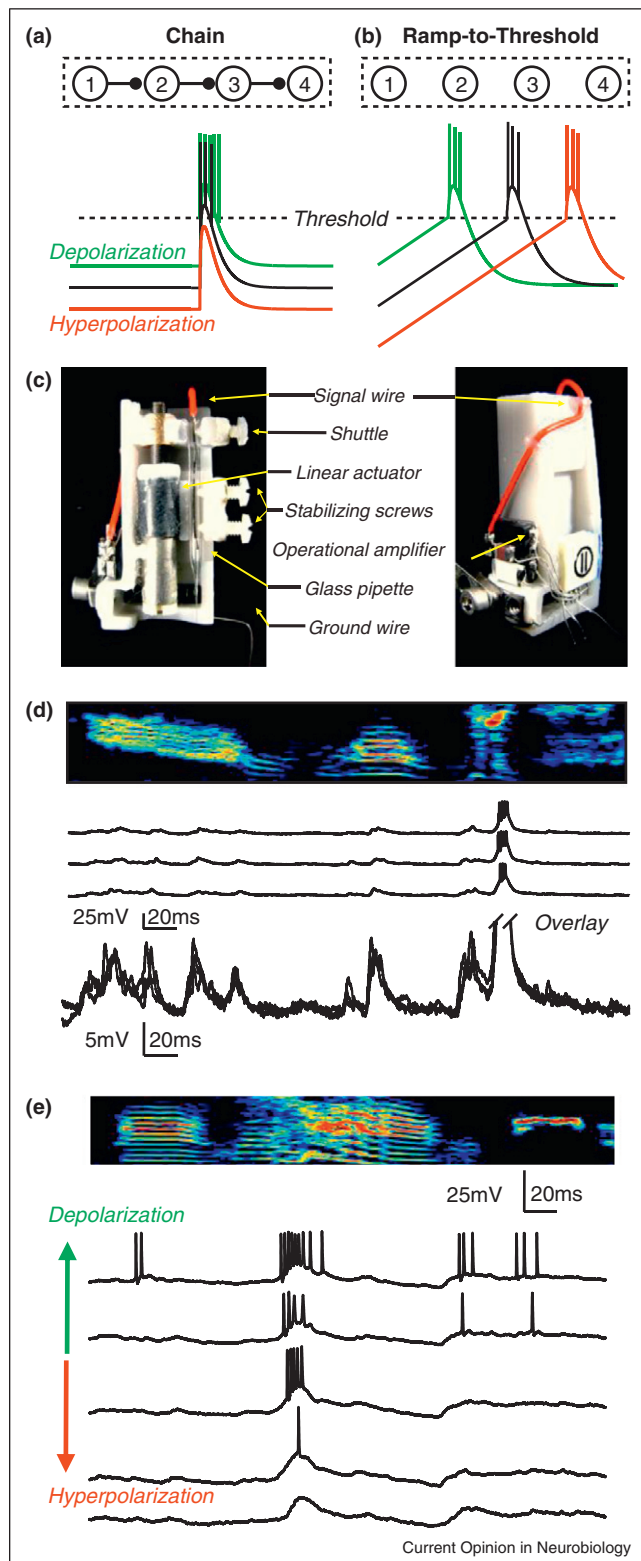 (a) Chain
1 2 3 4
(b) Ramp-to-Threshold
1 2 3 4
Threshold
Depolarization
Hyperpolarization
(c)
Signal wire
Shuttle
Linear actuator
Stabilizing screws
Operational amplifier
Glass pipette
Ground wire
(d)
25mV 20ms
Overlay
5mV 20ms
(e)
25mV 20ms
Depolarization
Hyperpolarization
Current Opinion in Neurobiology